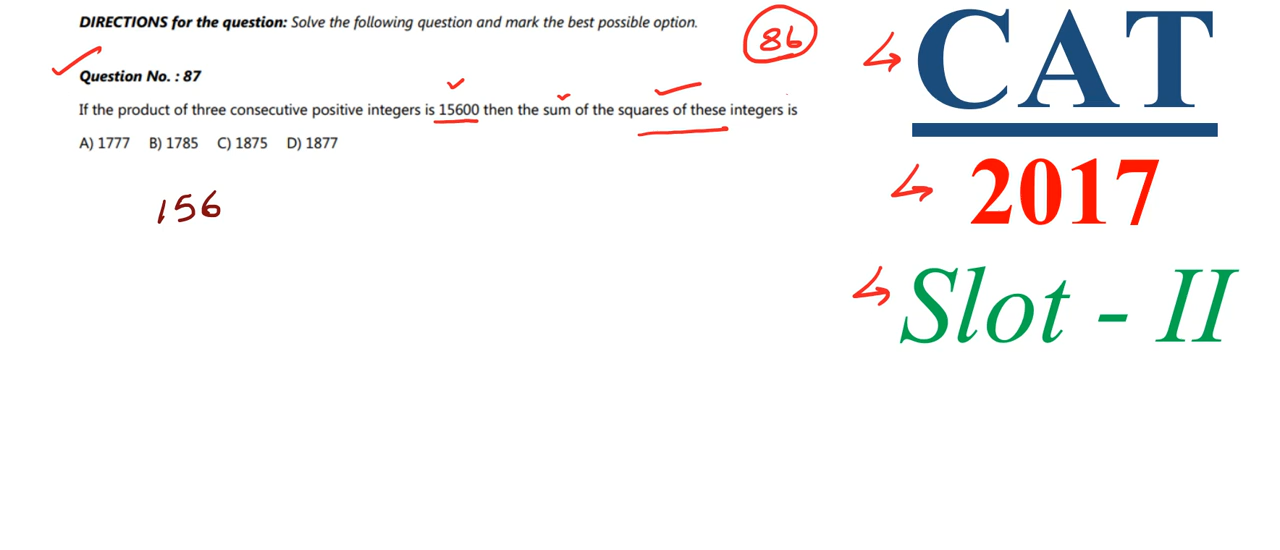 DIRECTIONS for the question: Solve the following question and mark the best possible option.
86
Question No. : 87
If the product of three consecutive positive integers is 15600 then the sum of the squares of these integers is
A) 1777 B) 1785 C) 1875 D) 1877
156
CAT
2017
Slot - II